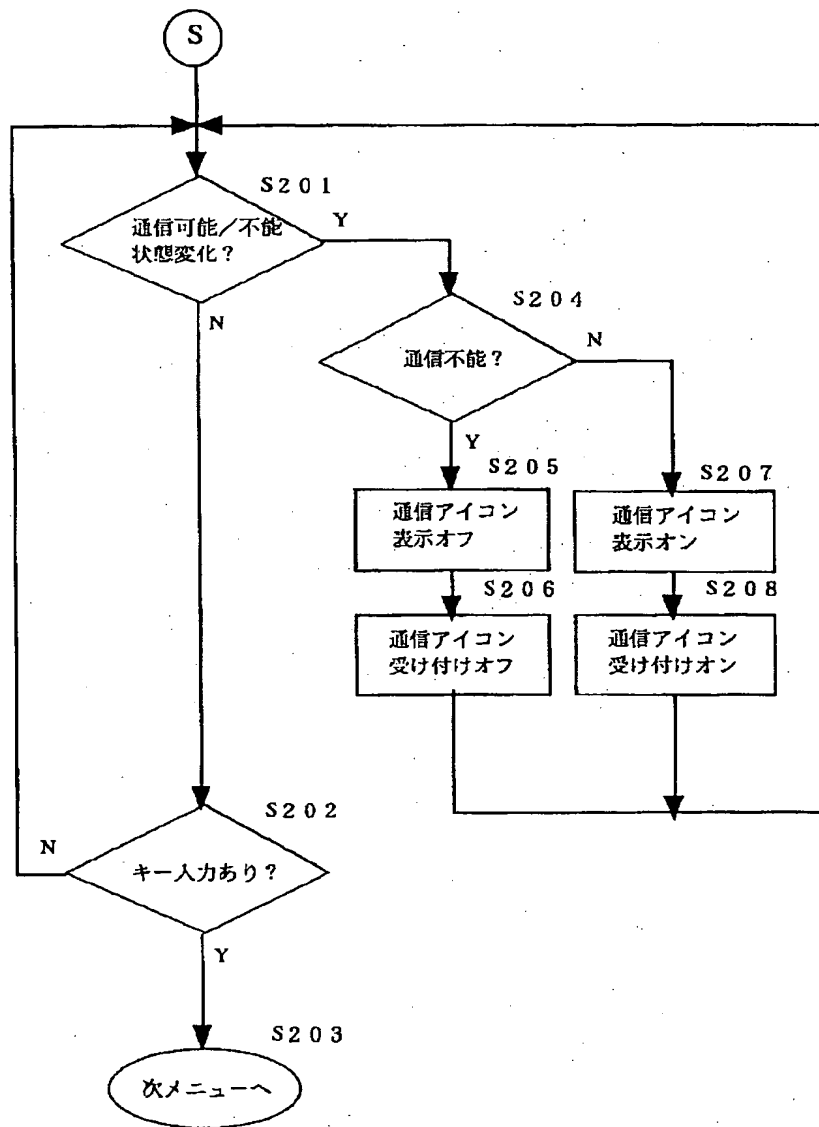 S
S201
通信可能／不能
状態変化？
Y
N
S204
通信不能？
N
Y
S205
通信アイコン
表示オフ
S207
通信アイコン
表示オン
S206
通信アイコン
受け付けオフ
S208
通信アイコン
受け付けオン
S202
キー入力あり？
N
Y
S203
次メニューへ